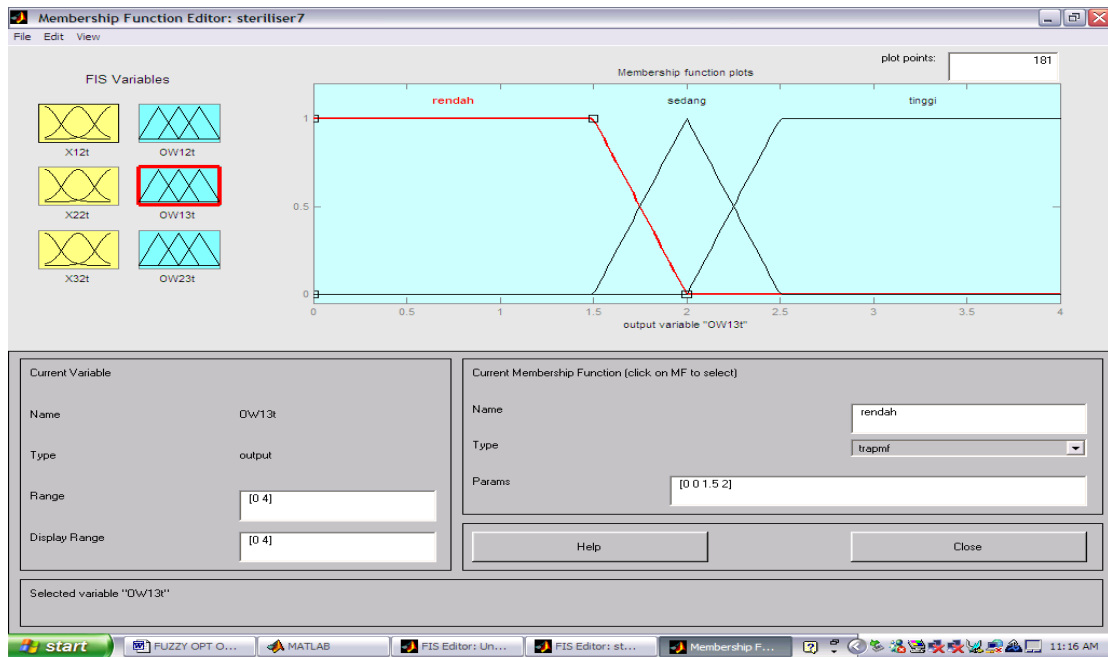 Membership Function Editor: steriliser7
File Edit View
FIS Variables
plot points:
181
Membership function plots
X12t
OW12t
X22t
OW13t
X32t
OW23t
rendah
sedang
tinggi
1
0.5
0
0 0.5 1 1.5 2 2.5 3 3.5 4
output variable "OW13t"
Current Variable
Name
OW13t
Type
output
Range
[0 4]
Display Range
[0 4]
Current Membership Function (click on MF to select)
Name
rendah
Type
trapmf
Params
[0 0 1.5 2]
Help
Close
Selected variable "OW13t"
start
FUZZY OPT O...
MATLAB
FIS Editor: Un...
FIS Editor: st...
Membership F...
11:16 AM